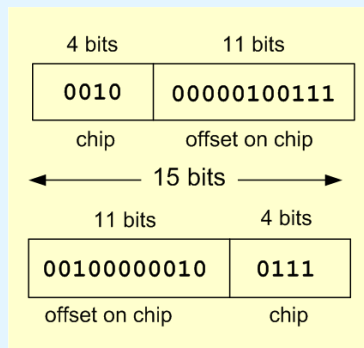 4 bits 11 bits
0010 00000100111
chip offset on chip
15 bits
11 bits 4 bits
00100000010 0111
offset on chip chip